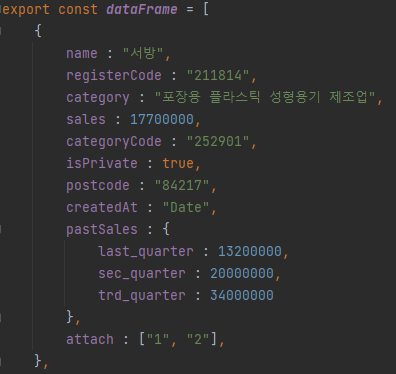 export const dataFrame = [
{
name : "서방",
registerCode : "211814",
category : "포장용 플라스틱 성형용기 제조업",
sales : 17700000,
categoryCode : "252901",
isPrivate : true,
postcode : "84217",
createdAt : "Date",
pastSales : {
last_quarter : 13200000,
sec_quarter : 20000000,
trd_quarter : 34000000
},
attach : ["1", "2"],
},